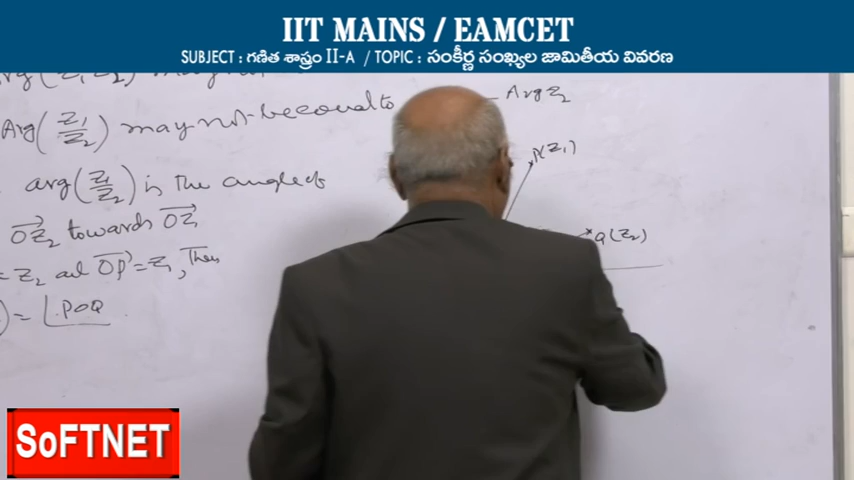 IIT MAINS / EAMCET
SUBJECT : గణిత శాస్త్రం II-A / TOPIC : సంకీర్ణ సంఖ్యల జామితీయ వివరణ
Arg(Z₁/Z₂) may not be equal to
Arg Z₂
arg(Z₁/Z₂) is the angle of
OZ₂ towards OZ₁
= Z₂ and OP = Z₁, Then
) = ∠POQ
P(Z₁)
Q(Z₂)
SoFTNET